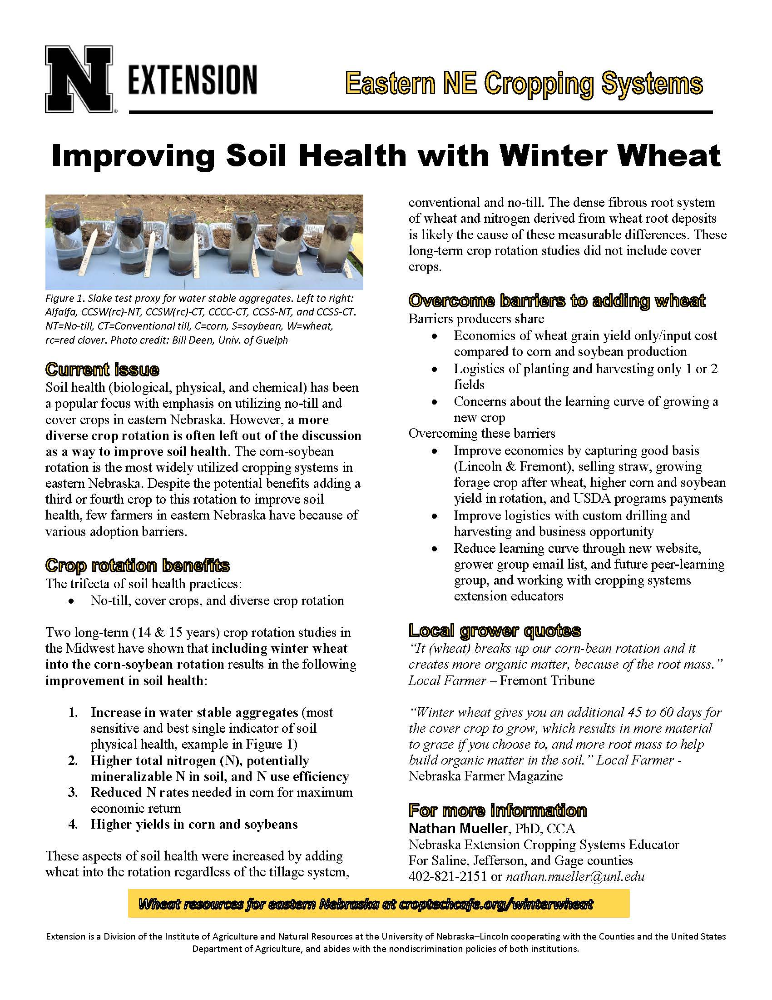 N
EXTENSION
Eastern NE Cropping Systems
Improving Soil Health with Winter Wheat
Figure 1. Slake test proxy for water stable aggregates. Left to right:
Alfalfa, CCSW(rc)-NT, CCSW(rc)-CT, CCCC-CT, CCSS-NT, and CCSS-CT.
NT=No-till, CT=Conventional till, C=corn, S=soybean, W=wheat,
rc=red clover. Photo credit: Bill Deen, Univ. of Guelph
Current issue
Soil health (biological, physical, and chemical) has been
a popular focus with emphasis on utilizing no-till and
cover crops in eastern Nebraska. However, a more
diverse crop rotation is often left out of the discussion
as a way to improve soil health. The corn-soybean
rotation is the most widely utilized cropping systems in
eastern Nebraska. Despite the potential benefits adding a
third or fourth crop to this rotation to improve soil
health, few farmers in eastern Nebraska have because of
various adoption barriers.
Crop rotation benefits
The trifecta of soil health practices:
• No-till, cover crops, and diverse crop rotation
Two long-term (14 & 15 years) crop rotation studies in
the Midwest have shown that including winter wheat
into the corn-soybean rotation results in the following
improvement in soil health:
1. Increase in water stable aggregates (most
sensitive and best single indicator of soil
physical health, example in Figure 1)
2. Higher total nitrogen (N), potentially
mineralizable N in soil, and N use efficiency
3. Reduced N rates needed in corn for maximum
economic return
4. Higher yields in corn and soybeans
These aspects of soil health were increased by adding
wheat into the rotation regardless of the tillage system,
conventional and no-till. The dense fibrous root system
of wheat and nitrogen derived from wheat root deposits
is likely the cause of these measurable differences. These
long-term crop rotation studies did not include cover
crops.
Overcome barriers to adding wheat
Barriers producers share
• Economics of wheat grain yield only/input cost
compared to corn and soybean production
• Logistics of planting and harvesting only 1 or 2
fields
• Concerns about the learning curve of growing a
new crop
Overcoming these barriers
• Improve economics by capturing good basis
(Lincoln & Fremont), selling straw, growing
forage crop after wheat, higher corn and soybean
yield in rotation, and USDA programs payments
• Improve logistics with custom drilling and
harvesting and business opportunity
• Reduce learning curve through new website,
grower group email list, and future peer-learning
group, and working with cropping systems
extension educators
Local grower quotes
“It (wheat) breaks up our corn-bean rotation and it
creates more organic matter, because of the root mass.”
Local Farmer – Fremont Tribune
“Winter wheat gives you an additional 45 to 60 days for
the cover crop to grow, which results in more material
to graze if you choose to, and more root mass to help
build organic matter in the soil.” Local Farmer -
Nebraska Farmer Magazine
For more information
Nathan Mueller, PhD, CCA
Nebraska Extension Cropping Systems Educator
For Saline, Jefferson, and Gage counties
402-821-2151 or nathan.mueller@unl.edu
Wheat resources for eastern Nebraska at croptechcafe.org/winterwheat
Extension is a Division of the Institute of Agriculture and Natural Resources at the University of Nebraska–Lincoln cooperating with the Counties and the United States
Department of Agriculture, and abides with the nondiscrimination policies of both institutions.